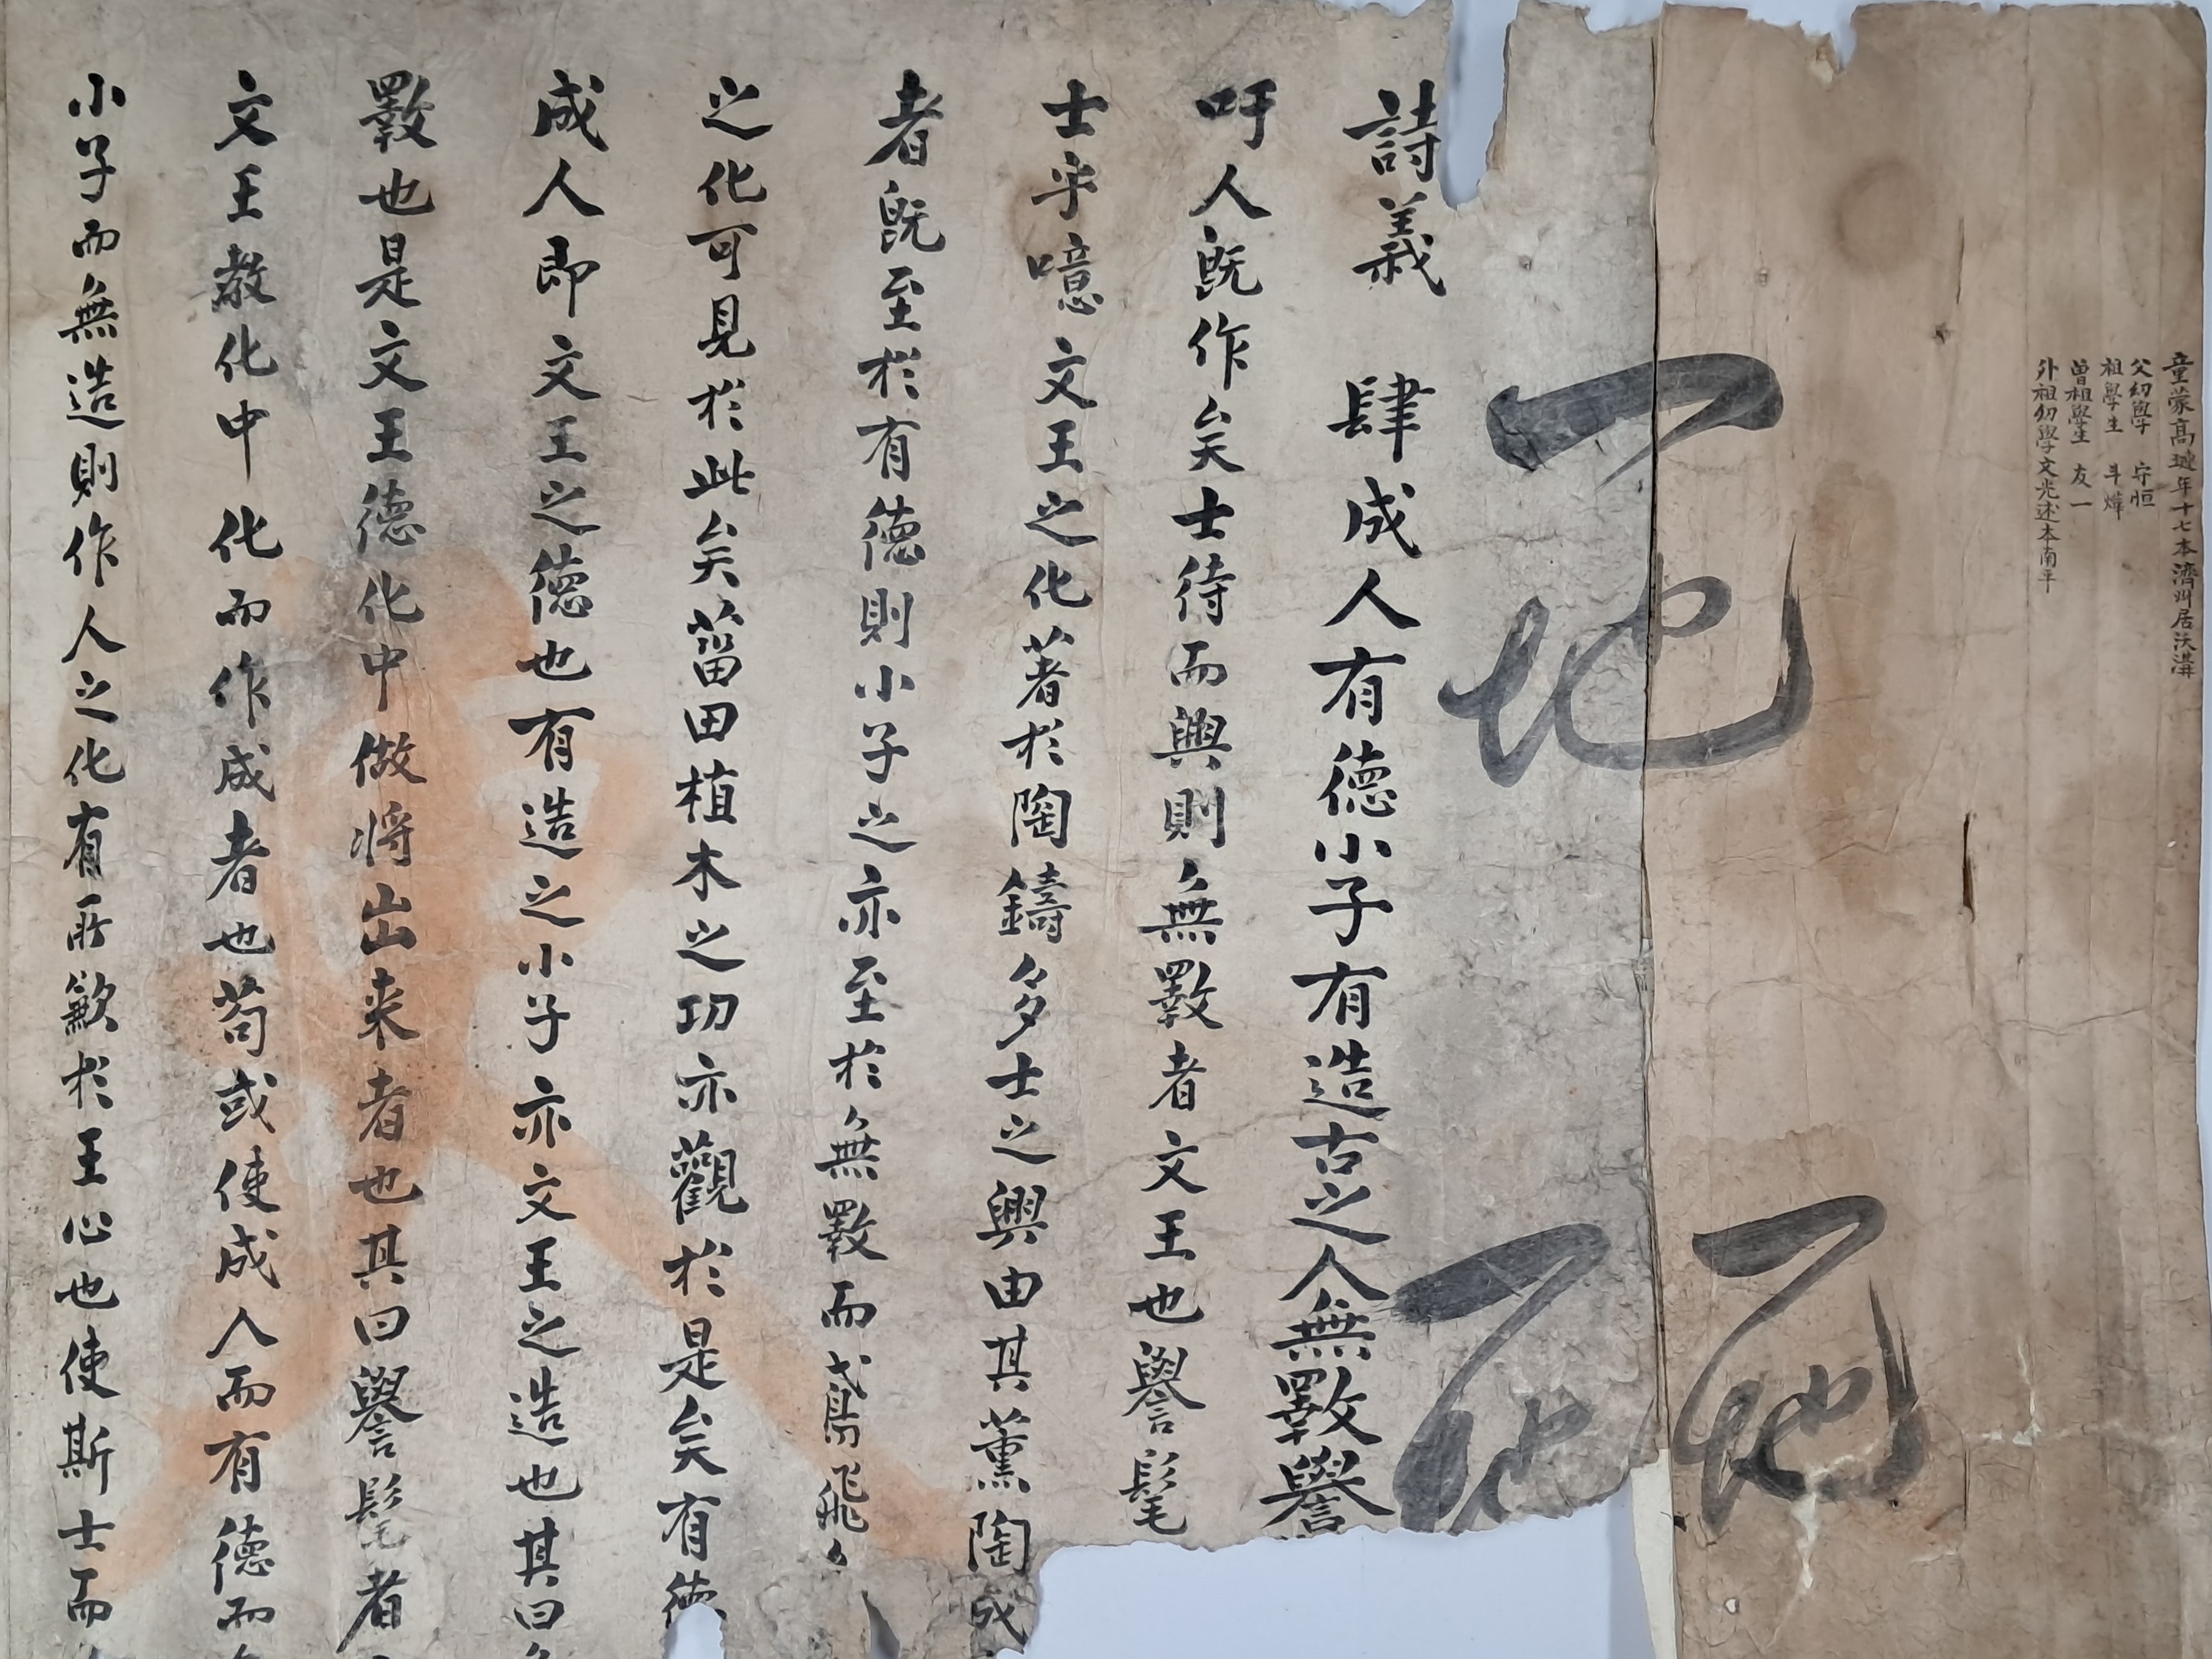 童蒙高璡年十七本濟州居沃溝
父幼學 守恒
祖學生 斗燁
曾祖學生 友一
外祖幼學文光述本南平
詩義 肆成人有德小子有造古之人無斁譽
吁人旣作矣士待而興則無斁者文王也譽髦
士乎噫文王之化著於陶鑄多士之興由其薰陶成
者旣至於有德則小子之亦至於無斁而鳶飛
之化可見於此矣菑田植木之功亦觀於是矣有德
成人卽文王之德也有造之小子亦文王之造也其曰
斁也是文王德化中做將出来者也其曰譽髦者
文王敎化中化而作成者也苟或使成人而有德而
小子而無造則作人之化有所歉於王心也使斯士而